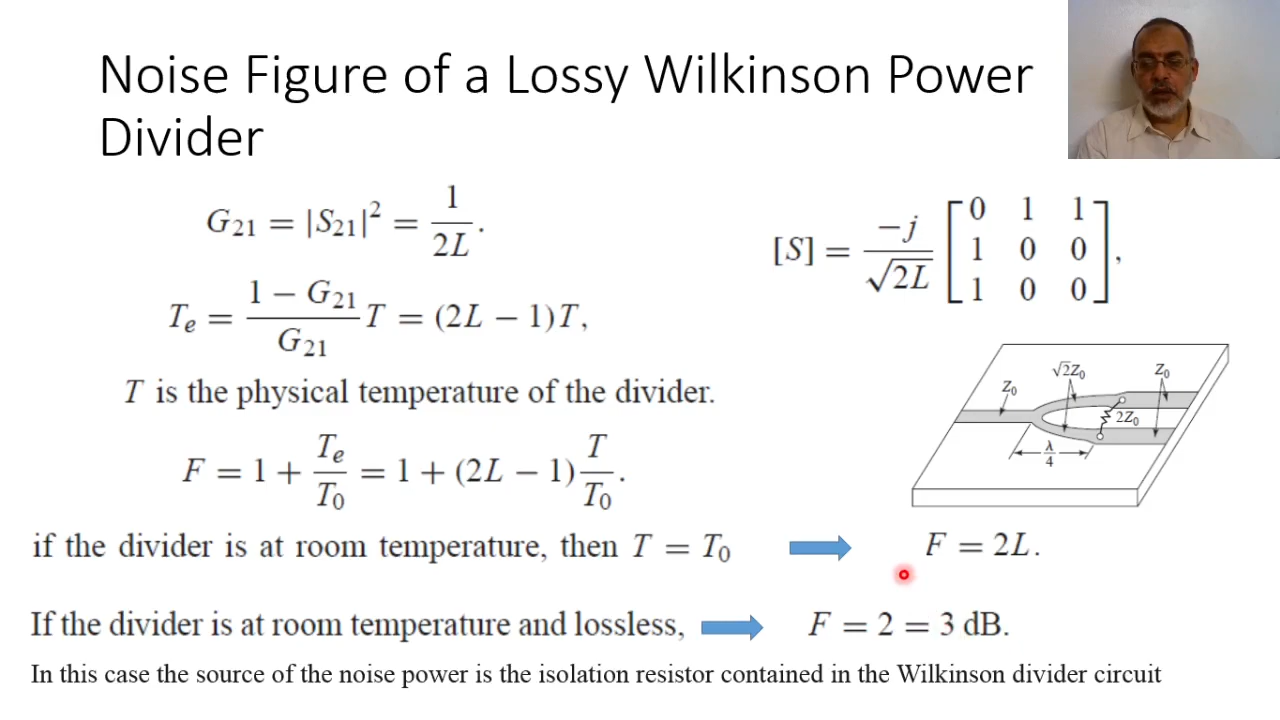 Noise Figure of a Lossy Wilkinson Power
Divider
G₂₁ = |S₂₁|² = 1/2L.
[S] = -j/√2L [0 1 1; 1 0 0; 1 0 0],
Tₑ = 1 − G₂₁/G₂₁ T = (2L − 1)T,
T is the physical temperature of the divider.
Z₀ √2Z₀ Z₀
2Z₀
λ/4
F = 1 + Tₑ/T₀ = 1 + (2L − 1) T/T₀.
if the divider is at room temperature, then T = T₀ F = 2L.
If the divider is at room temperature and lossless, F = 2 = 3 dB.
In this case the source of the noise power is the isolation resistor contained in the Wilkinson divider circuit